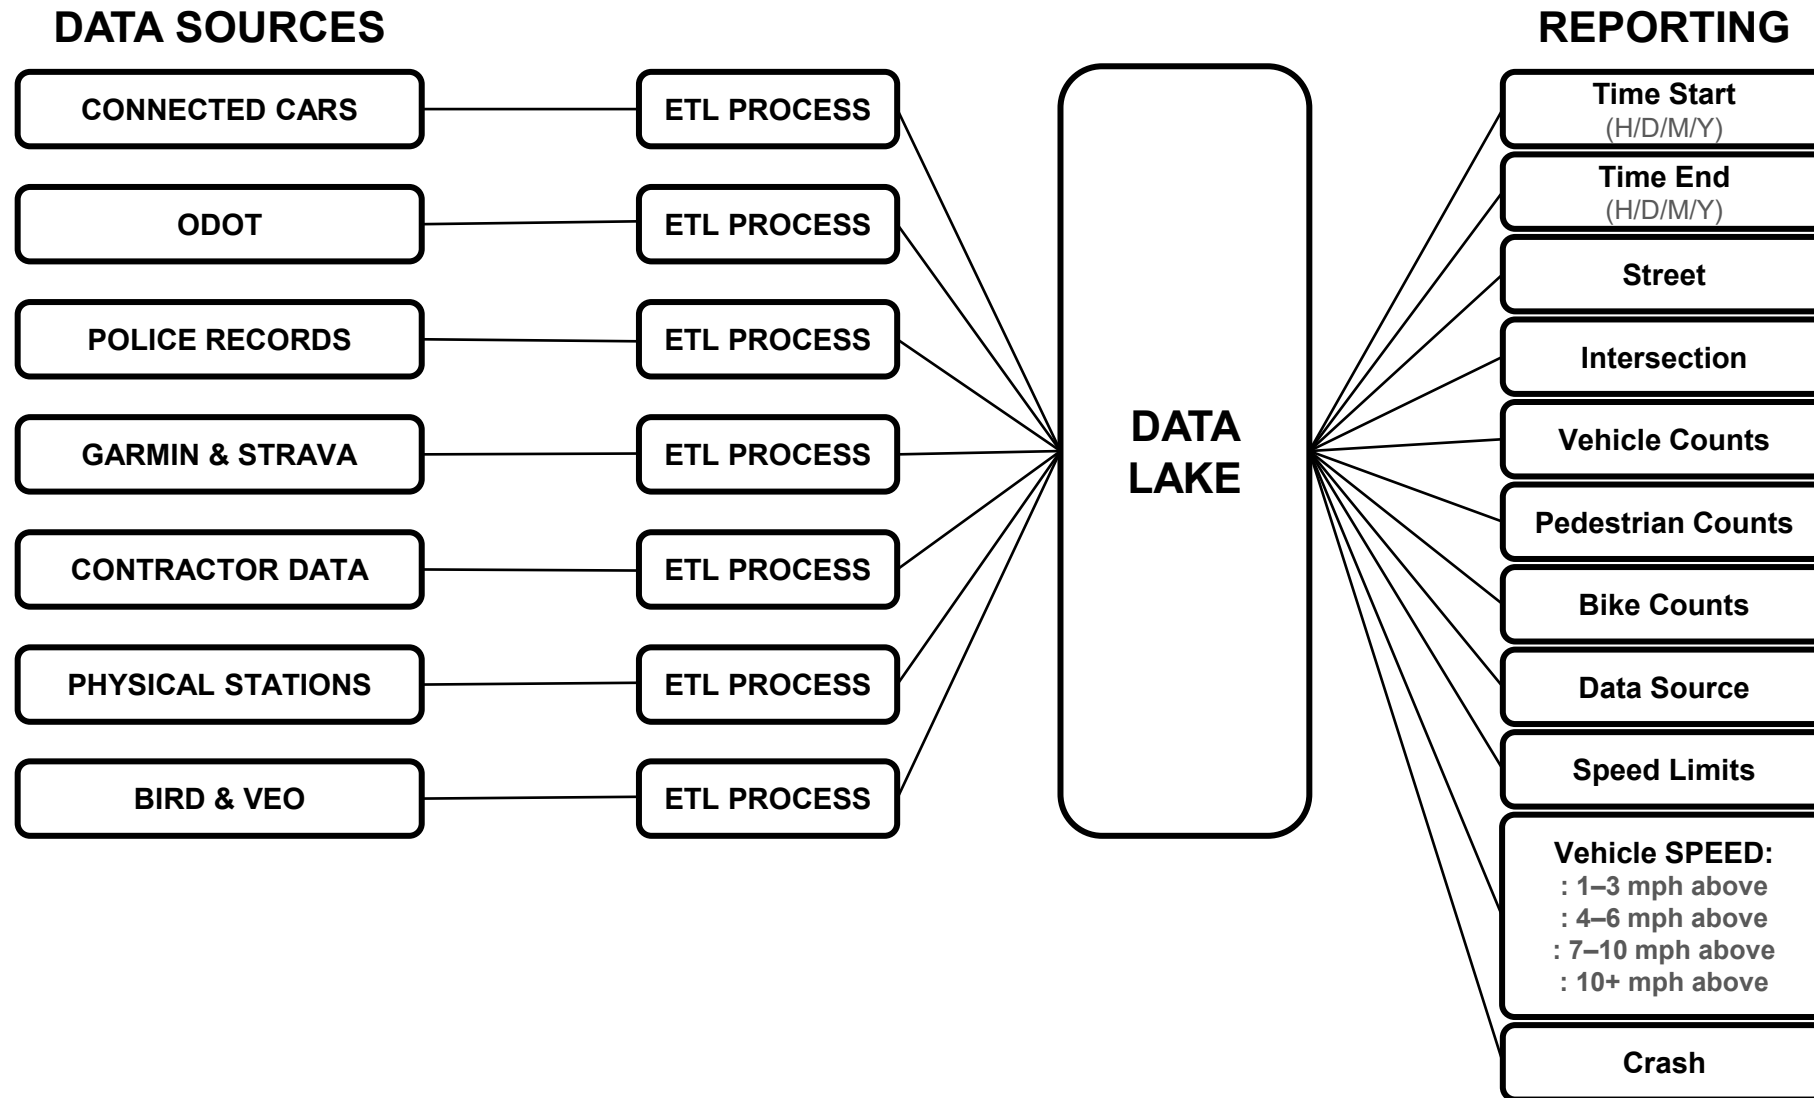 DATA SOURCES
CONNECTED CARS
ODOT
POLICE RECORDS
GARMIN & STRAVA
CONTRACTOR DATA
PHYSICAL STATIONS
BIRD & VEO
ETL PROCESS
ETL PROCESS
ETL PROCESS
ETL PROCESS
ETL PROCESS
ETL PROCESS
ETL PROCESS
DATA
LAKE
REPORTING
Time Start
(H/D/M/Y)
Time End
(H/D/M/Y)
Street
Intersection
Vehicle Counts
Pedestrian Counts
Bike Counts
Data Source
Speed Limits
Vehicle SPEED:
: 1–3 mph above
: 4–6 mph above
: 7–10 mph above
: 10+ mph above
Crash